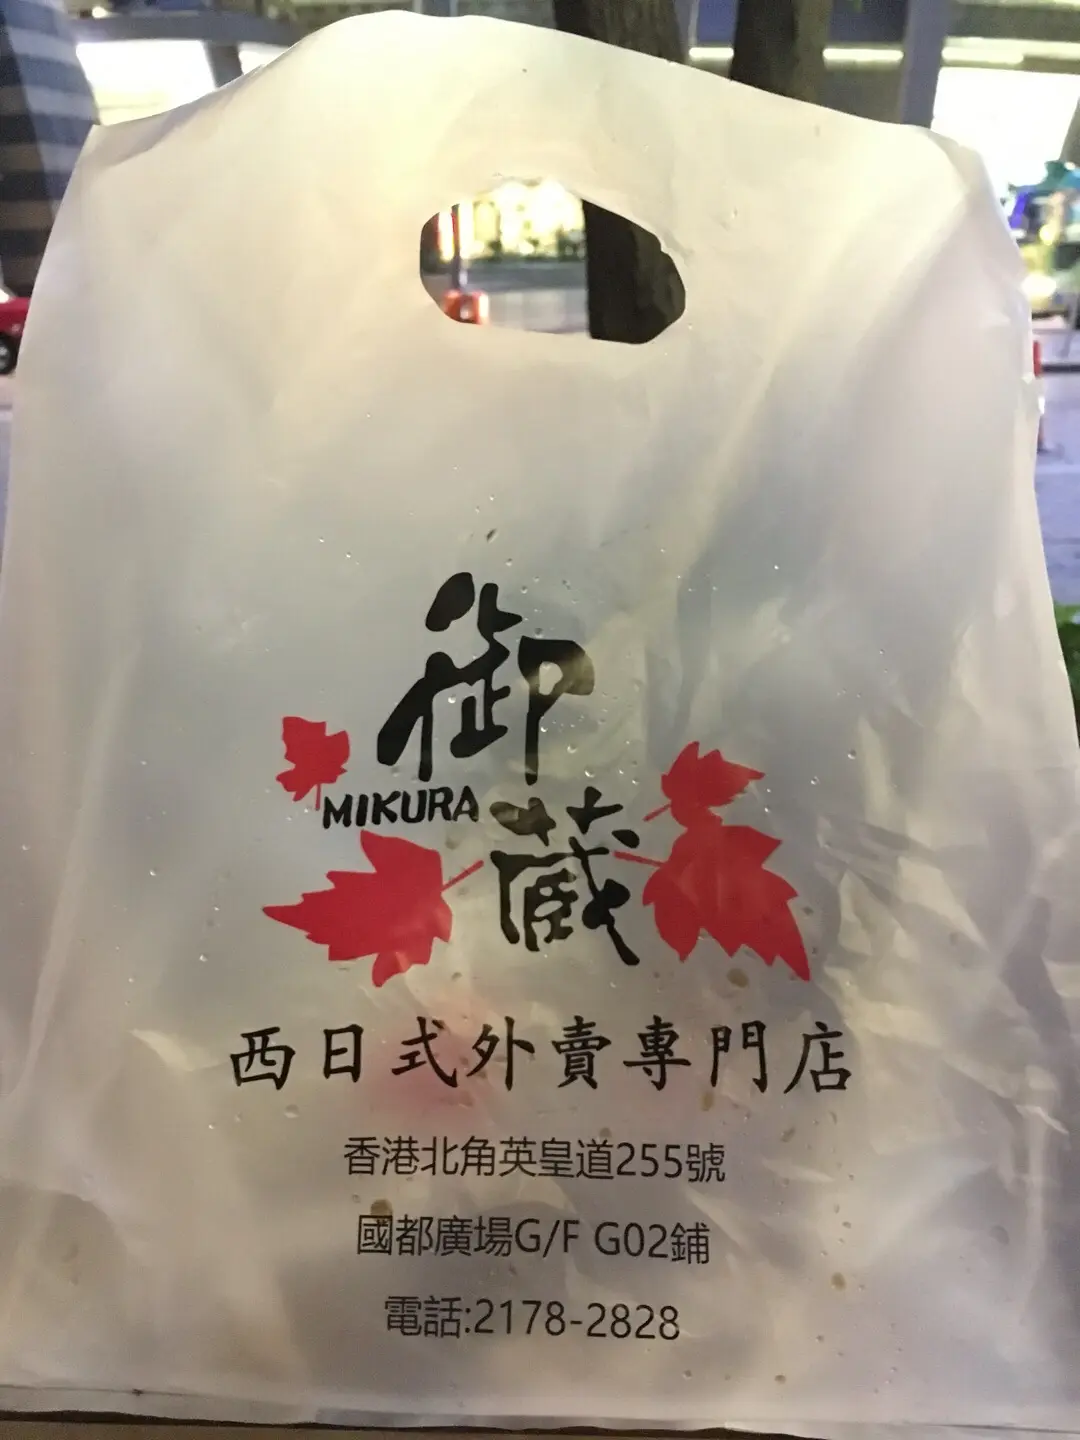 御
MIKURA
蔵
西日式外賣專門店
香港北角英皇道255號
國都廣場G/F G02鋪
電話:2178-2828